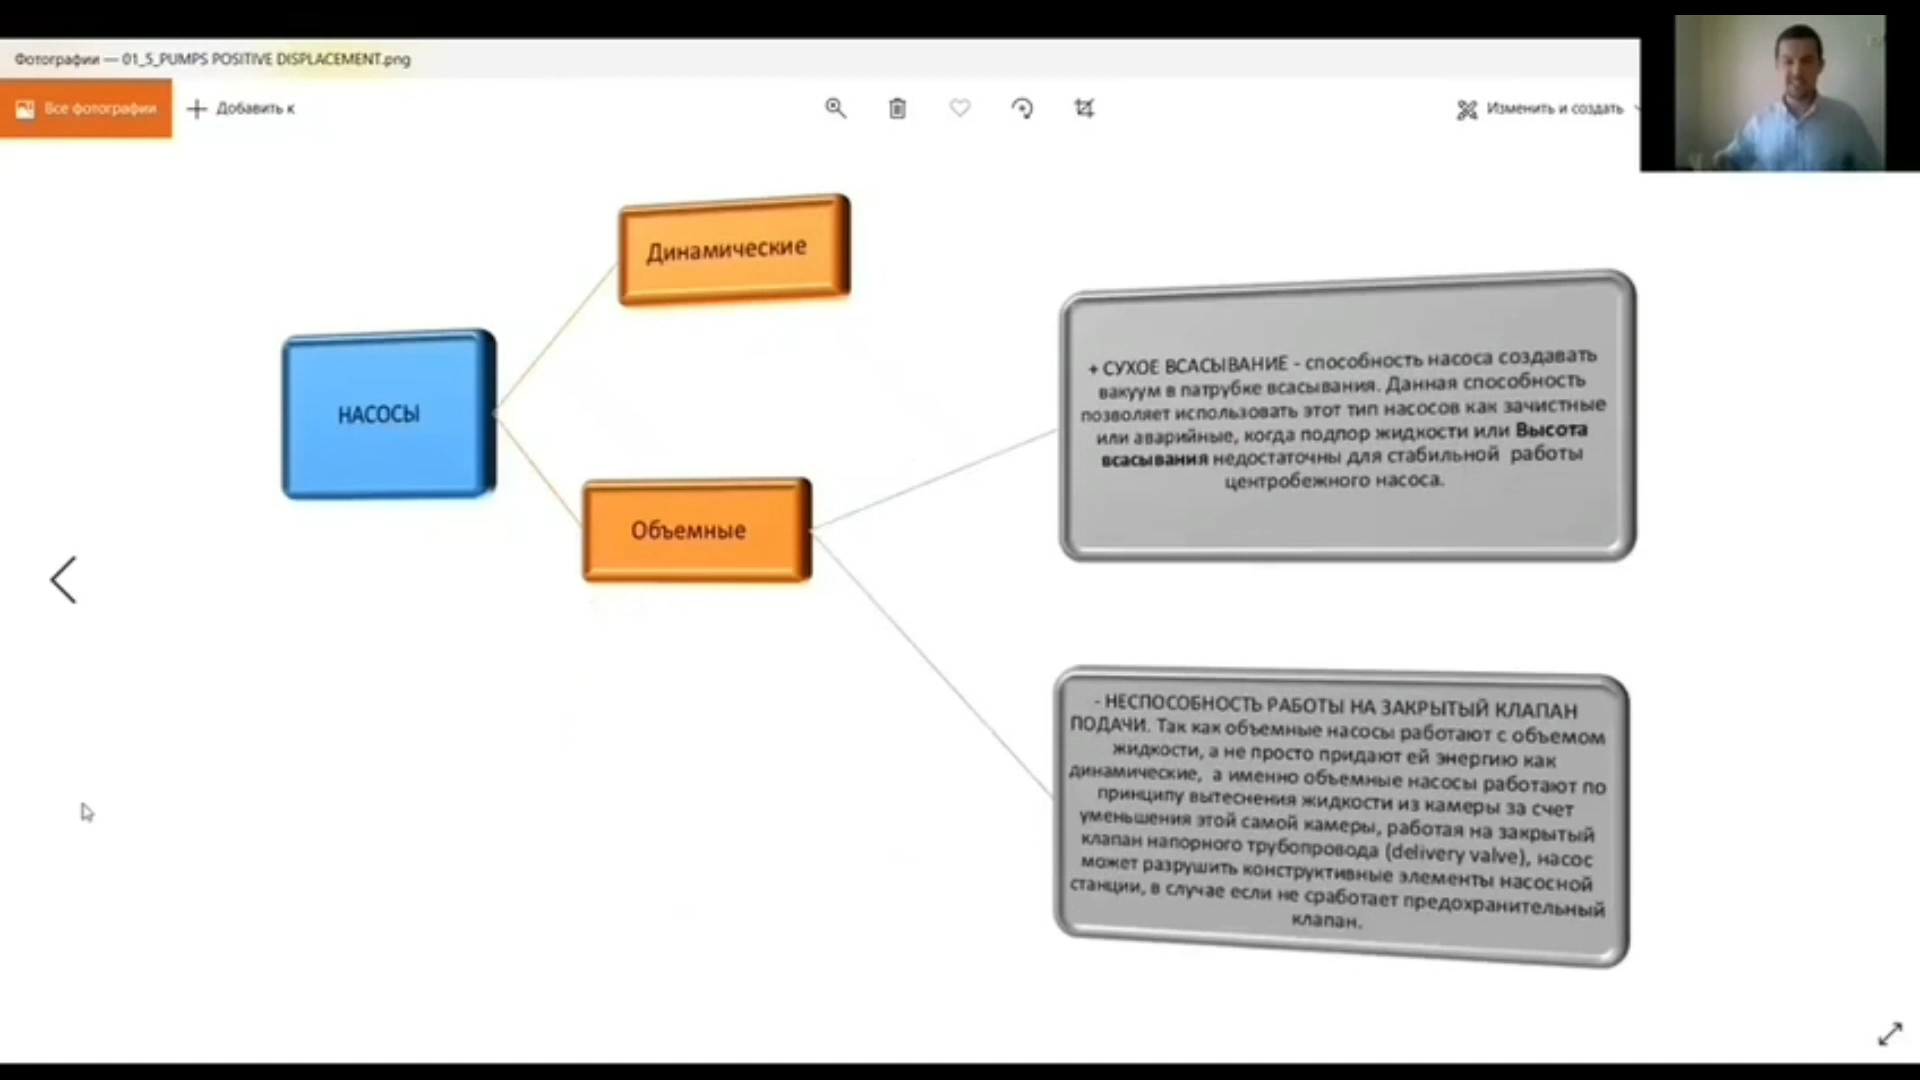 Фотографии — 01_5_PUMPS POSITIVE DISPLACEMENT.png
Все фотографии
Добавить к
Изменить и создать
Динамические
НАСОСЫ
Объемные
+ СУХОЕ ВСАСЫВАНИЕ - способность насоса создавать
вакуум в патрубке всасывания. Данная способность
позволяет использовать этот тип насосов как зачистные
или аварийные, когда подпор жидкости или Высота
всасывания недостаточны для стабильной работы
центробежного насоса.
- НЕСПОСОБНОСТЬ РАБОТЫ НА ЗАКРЫТЫЙ КЛАПАН
ПОДАЧИ. Так как объемные насосы работают с объемом
жидкости, а не просто придают ей энергию как
динамические, а именно объемные насосы работают по
принципу вытеснения жидкости из камеры за счет
уменьшения этой самой камеры, работая на закрытый
клапан напорного трубопровода (delivery valve), насос
может разрушить конструктивные элементы насосной
станции, в случае если не сработает предохранительный
клапан.